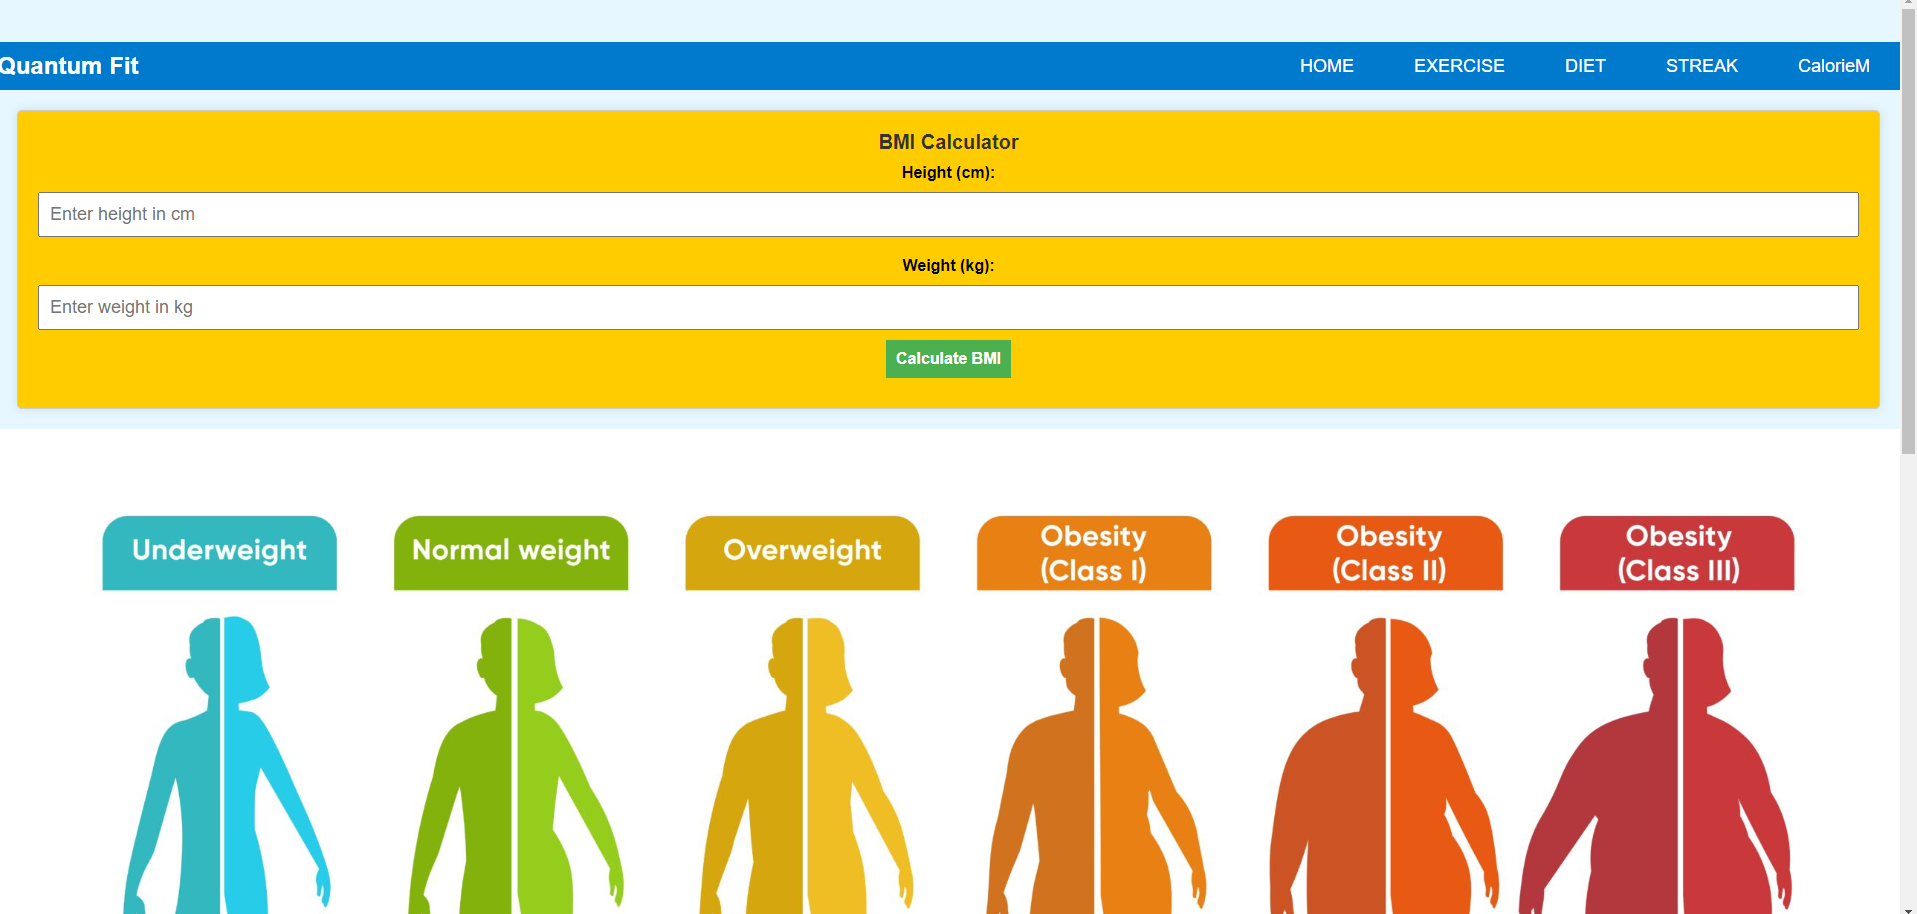 Quantum Fit
HOME EXERCISE DIET STREAK CalorieM
BMI Calculator
Height (cm):
Enter height in cm
Weight (kg):
Enter weight in kg
Calculate BMI
Underweight
Normal weight
Overweight
Obesity
(Class I)
Obesity
(Class II)
Obesity
(Class III)